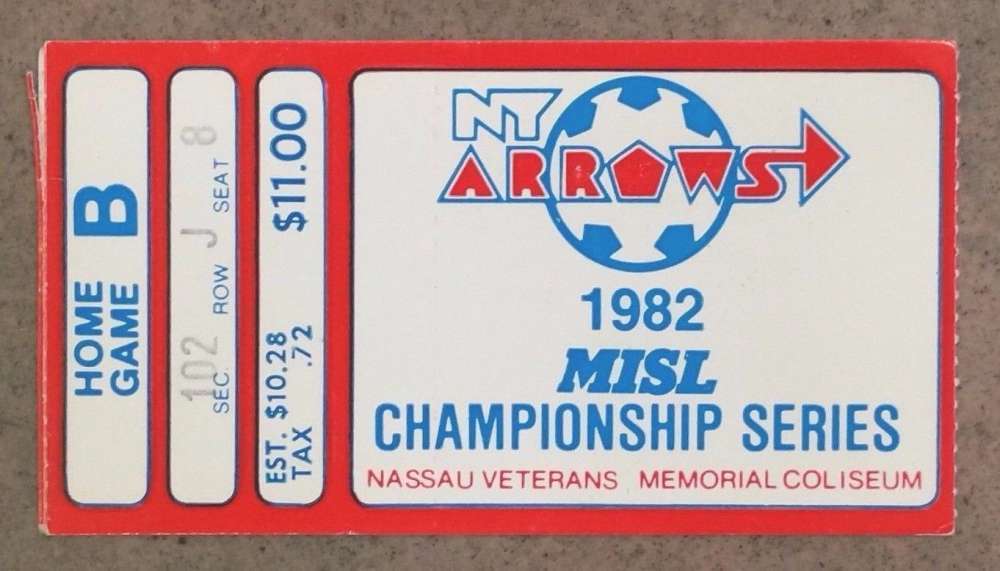 HOME B
GAME
102 J 8
SEC. ROW SEAT
EST. $10.28 $11.00
TAX .72
NY
ARROWS
1982
MISL
CHAMPIONSHIP SERIES
NASSAU VETERANS MEMORIAL COLISEUM